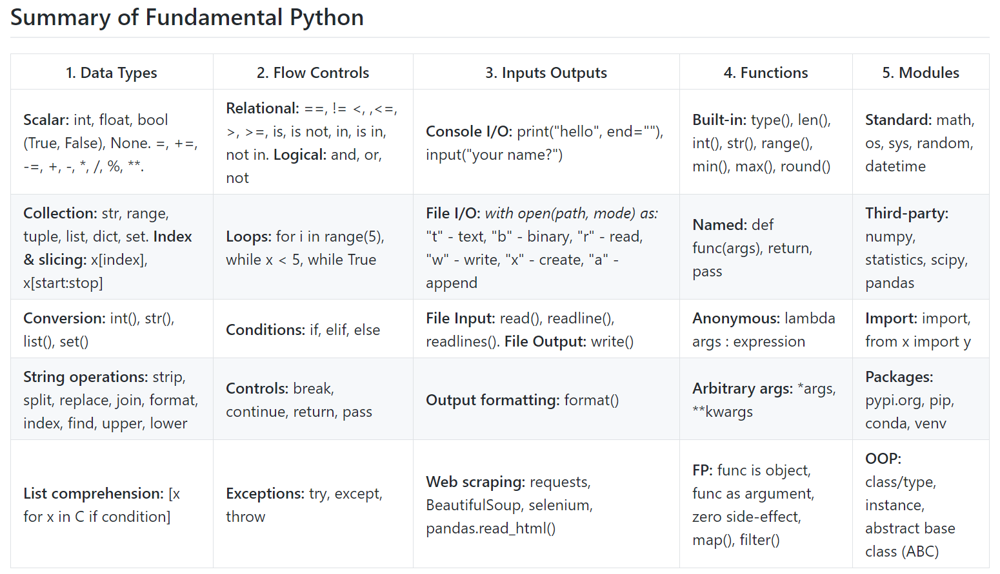 Summary of Fundamental Python
1. Data Types
2. Flow Controls
3. Inputs Outputs
4. Functions
5. Modules
Scalar: int, float, bool
(True, False), None. =, +=,
-=, +, -, *, /, %, **.
Relational: ==, != <, ,<=,
>, >=, is, is not, in, is in,
not in. Logical: and, or,
not
Console I/O: print("hello", end=""),
input("your name?")
Built-in: type(), len(),
int(), str(), range(),
min(), max(), round()
Standard: math,
os, sys, random,
datetime
Collection: str, range,
tuple, list, dict, set. Index
& slicing: x[index],
x[start:stop]
Loops: for i in range(5),
while x < 5, while True
File I/O: with open(path, mode) as:
"t" - text, "b" - binary, "r" - read,
"w" - write, "x" - create, "a" -
append
Named: def
func(args), return,
pass
Third-party:
numpy,
statistics, scipy,
pandas
Conversion: int(), str(),
list(), set()
Conditions: if, elif, else
File Input: read(), readline(),
readlines(). File Output: write()
Anonymous: lambda
args : expression
Import: import,
from x import y
String operations: strip,
split, replace, join, format,
index, find, upper, lower
Controls: break,
continue, return, pass
Output formatting: format()
Arbitrary args: *args,
**kwargs
Packages:
pypi.org, pip,
conda, venv
List comprehension: [x
for x in C if condition]
Exceptions: try, except,
throw
Web scraping: requests,
BeautifulSoup, selenium,
pandas.read_html()
FP: func is object,
func as argument,
zero side-effect,
map(), filter()
OOP:
class/type,
instance,
abstract base
class (ABC)